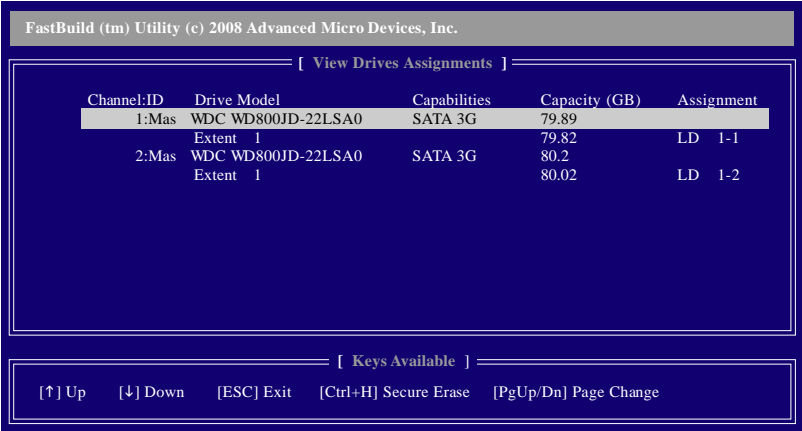 FastBuild (tm) Utility (c) 2008 Advanced Micro Devices, Inc.
[ View Drives Assignments ]
Channel:ID Drive Model Capabilities Capacity (GB) Assignment
1:Mas WDC WD800JD-22LSA0 SATA 3G 79.89
Extent 1 79.82 LD 1-1
2:Mas WDC WD800JD-22LSA0 SATA 3G 80.2
Extent 1 80.02 LD 1-2
[ Keys Available ]
[↑] Up [↓] Down [ESC] Exit [Ctrl+H] Secure Erase [PgUp/Dn] Page Change